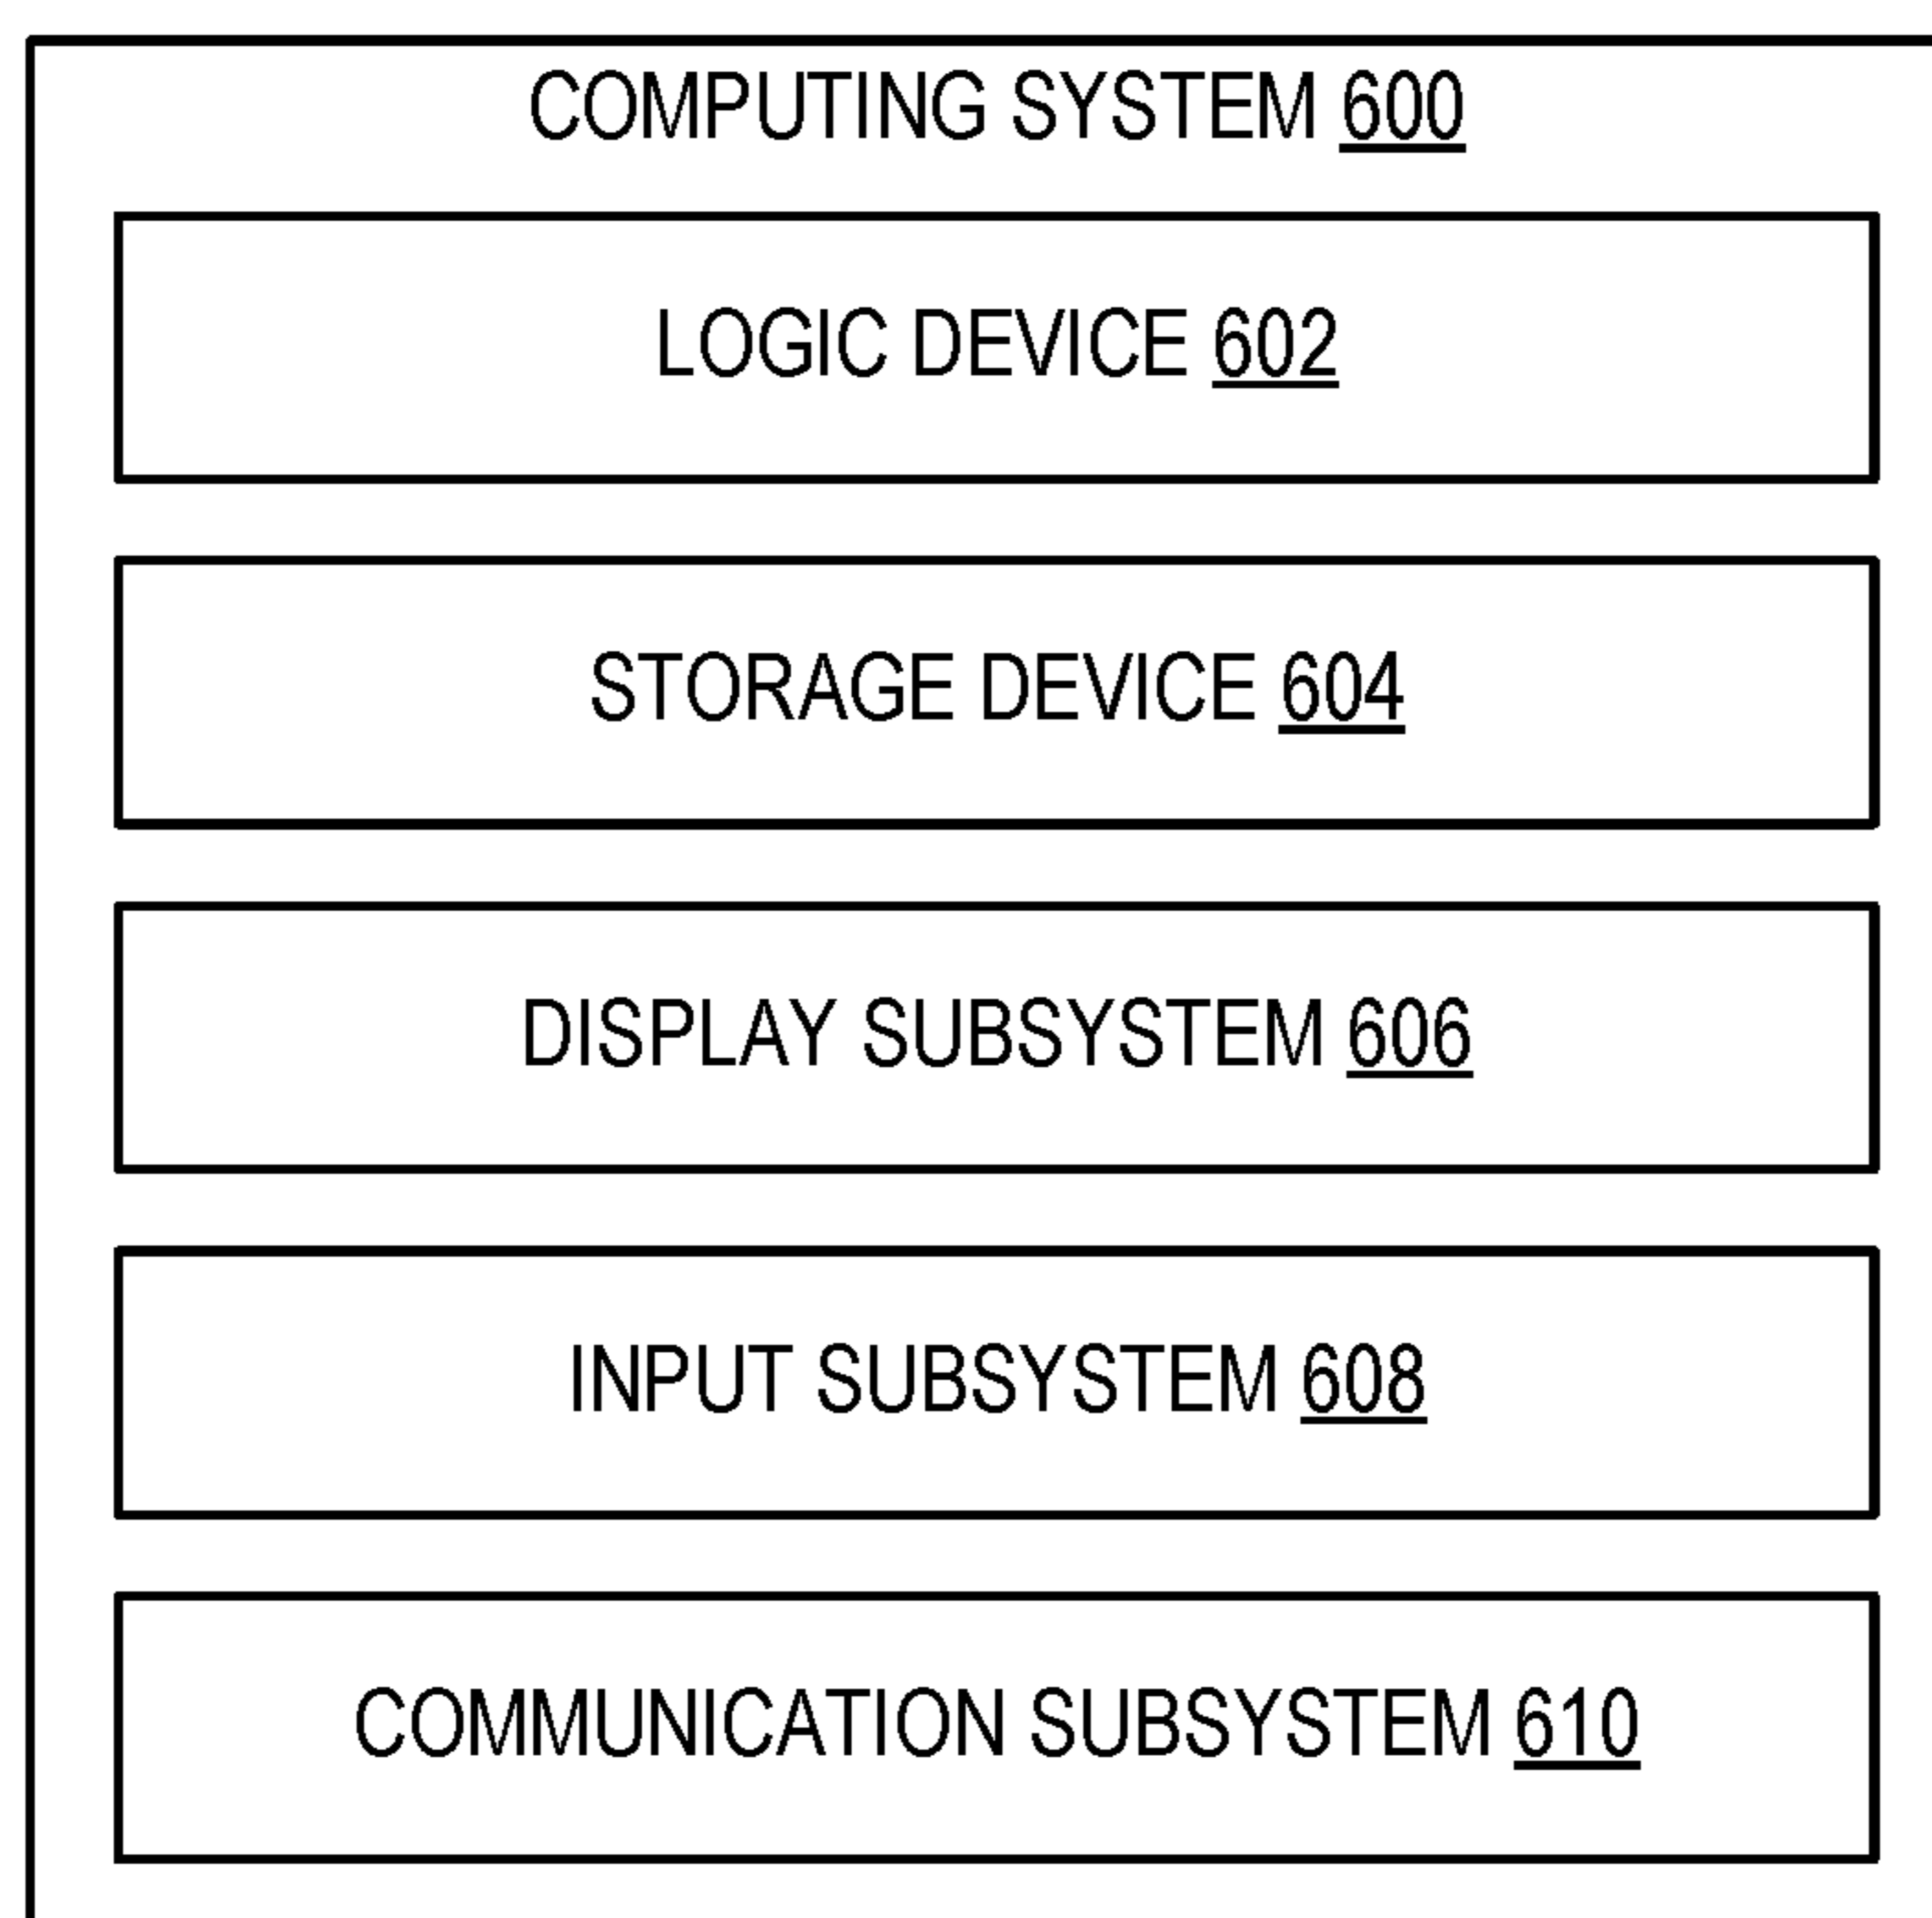 COMPUTING SYSTEM 600
LOGIC DEVICE 602
STORAGE DEVICE 604
DISPLAY SUBSYSTEM 606
INPUT SUBSYSTEM 608
COMMUNICATION SUBSYSTEM 610